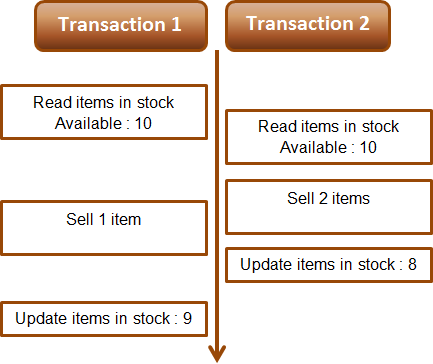 Transaction 1
Transaction 2
Read items in stock
Available : 10
Read items in stock
Available : 10
Sell 2 items
Sell 1 item
Update items in stock : 8
Update items in stock : 9